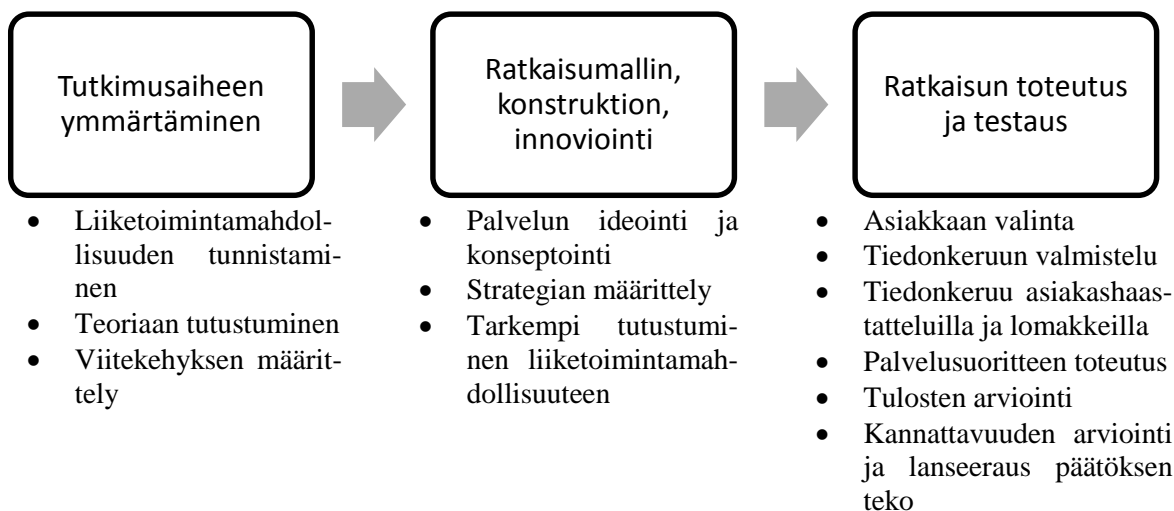 Tutkimusaiheen
ymmärtäminen
Ratkaisumallin,
konstruktion,
innoviointi
Ratkaisun toteutus
ja testaus
• Liiketoimintamahdol-
lisuuden tunnistami-
nen
• Teoriaan tutustuminen
• Viitekehyksen määrit-
tely
• Palvelun ideointi ja
konseptointi
• Strategian määrittely
• Tarkempi tutustumi-
nen liiketoimintamah-
dollisuuteen
• Asiakkaan valinta
• Tiedonkeruun valmistelu
• Tiedonkeruu asiakashaas-
tatteluilla ja lomakkeilla
• Palvelusuoritteen toteutus
• Tulosten arviointi
• Kannattavuuden arviointi
ja lanseeraus päätöksen
teko